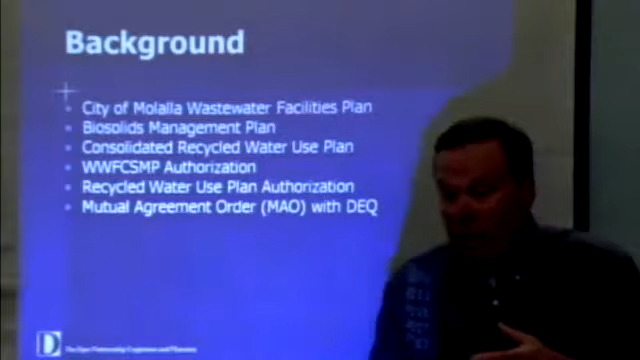 Background
City of Molalla Wastewater Facilities Plan
Biosolids Management Plan
Consolidated Recycled Water Use Plan
WWFCSMP Authorization
Recycled Water Use Plan Authorization
Mutual Agreement Order (MAO) with DEQ
D